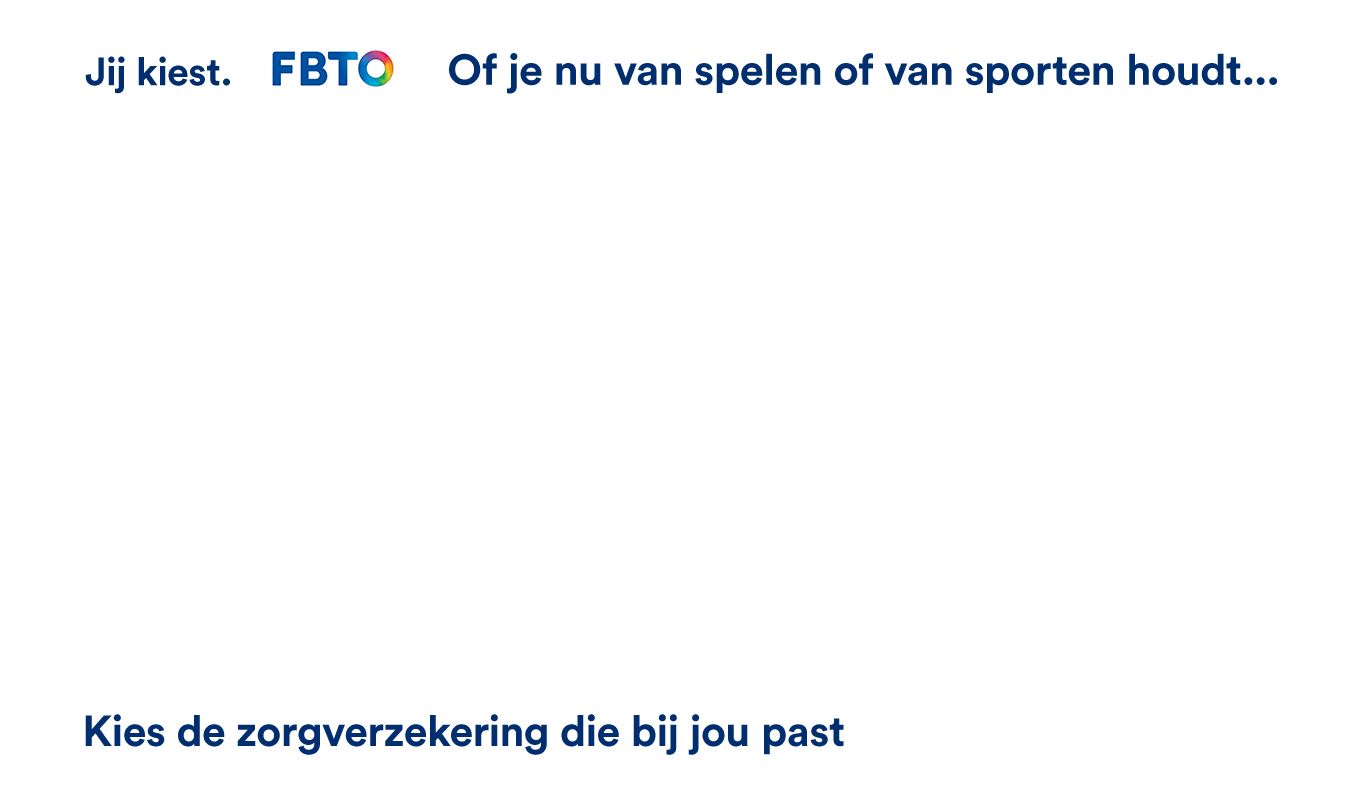 Jij kiest. FBTO Of je nu van spelen of van sporten houdt...
Kies de zorgverzekering die bij jou past